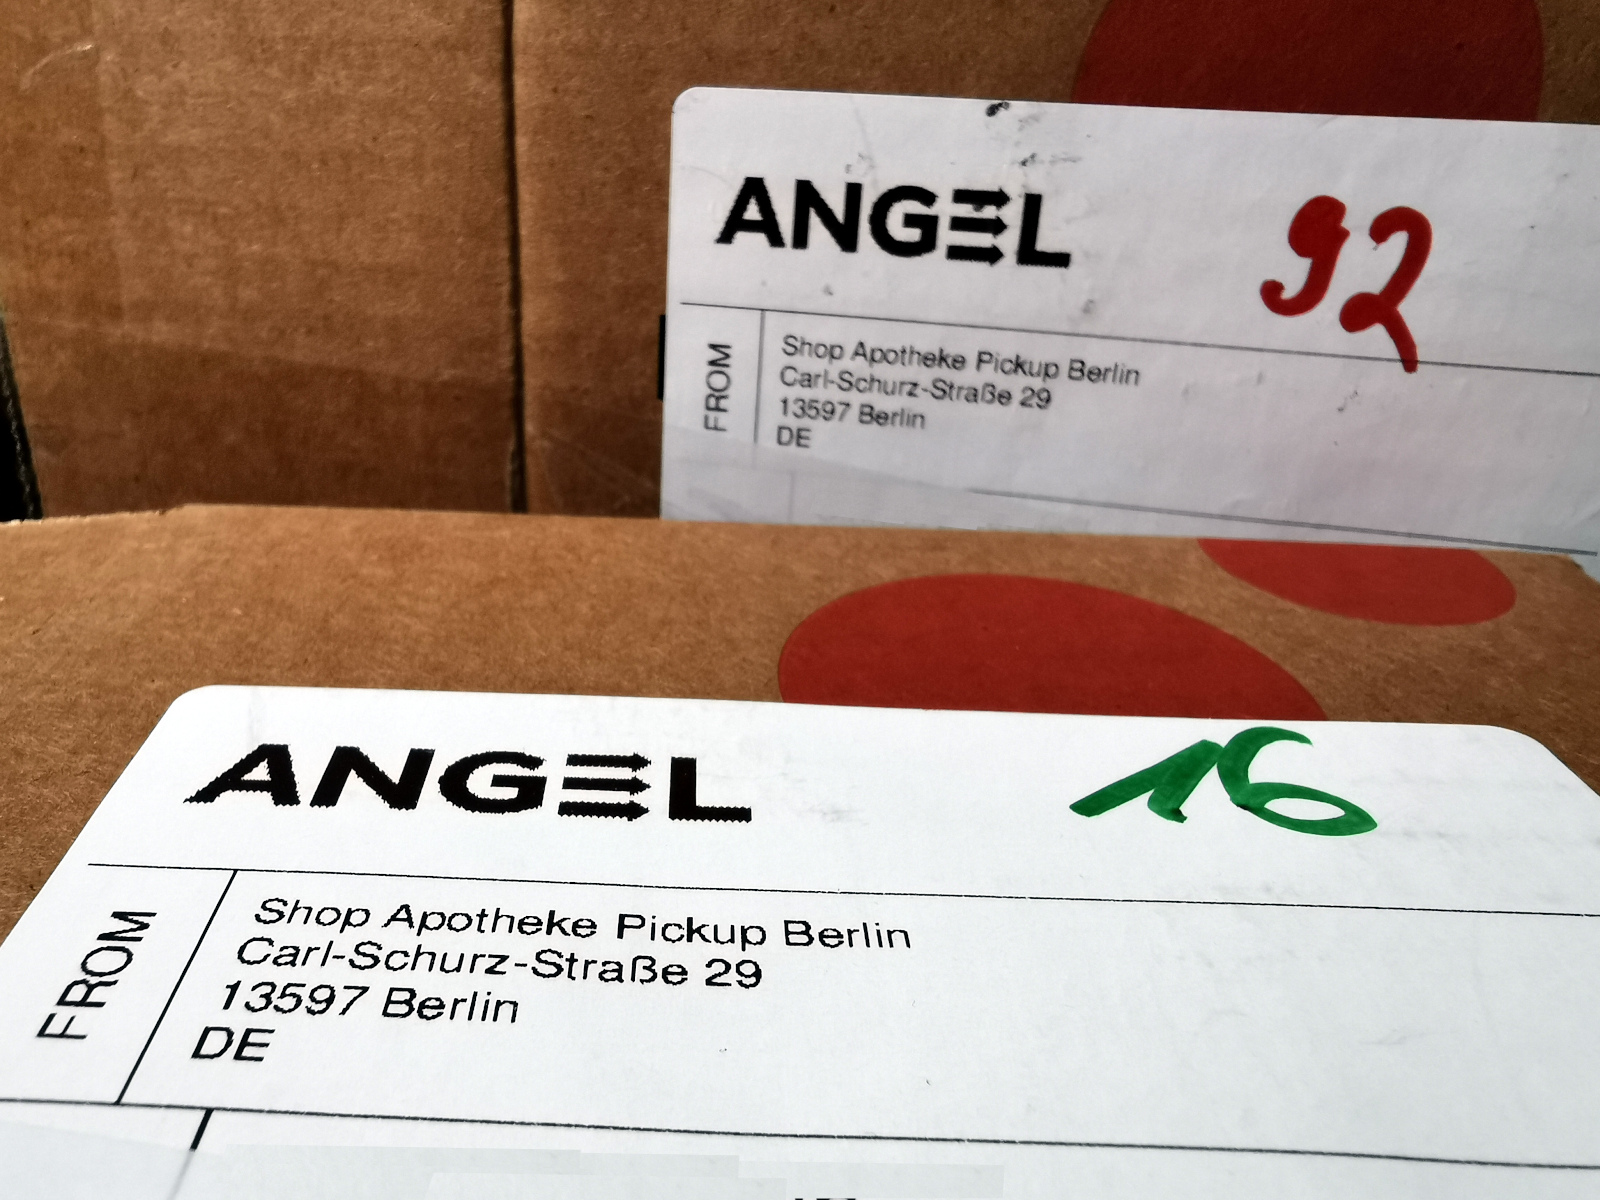 ANGEL
92
FROM
Shop Apotheke Pickup Berlin
Carl-Schurz-Straße 29
13597 Berlin
DE
ANGEL
16
FROM
Shop Apotheke Pickup Berlin
Carl-Schurz-Straße 29
13597 Berlin
DE